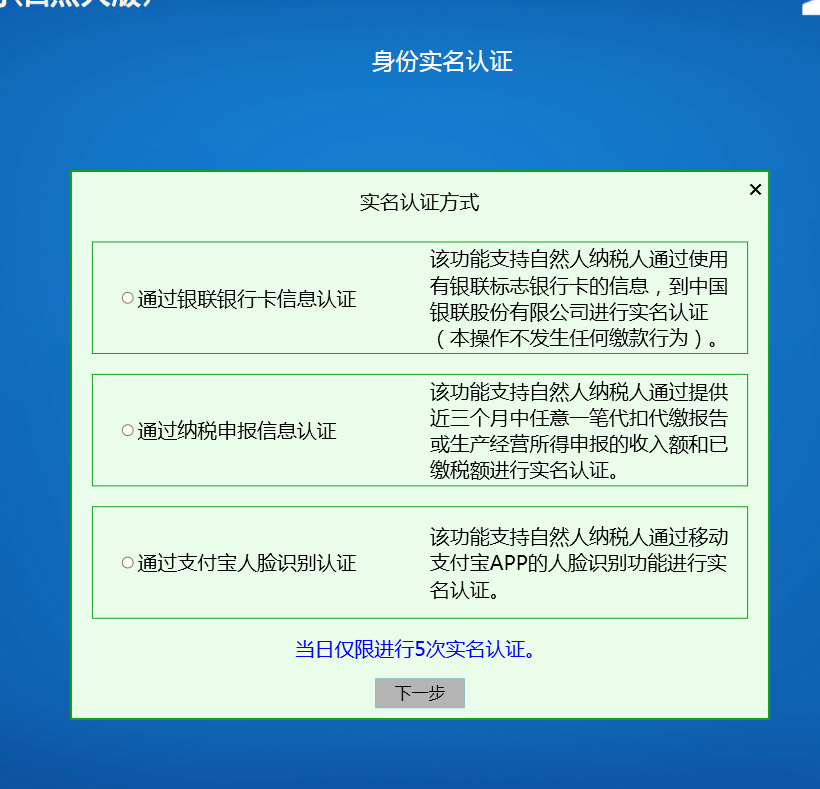 身份实名认证
×
实名认证方式
通过银联银行卡信息认证
该功能支持自然人纳税人通过使用
有银联标志银行卡的信息，到中国
银联股份有限公司进行实名认证
（本操作不发生任何缴款行为）。
通过纳税申报信息认证
该功能支持自然人纳税人通过提供
近三个月中任意一笔代扣代缴报告
或生产经营所得申报的收入额和已
缴税额进行实名认证。
通过支付宝人脸识别认证
该功能支持自然人纳税人通过移动
支付宝APP的人脸识别功能进行实
名认证。
当日仅限进行5次实名认证。
下一步